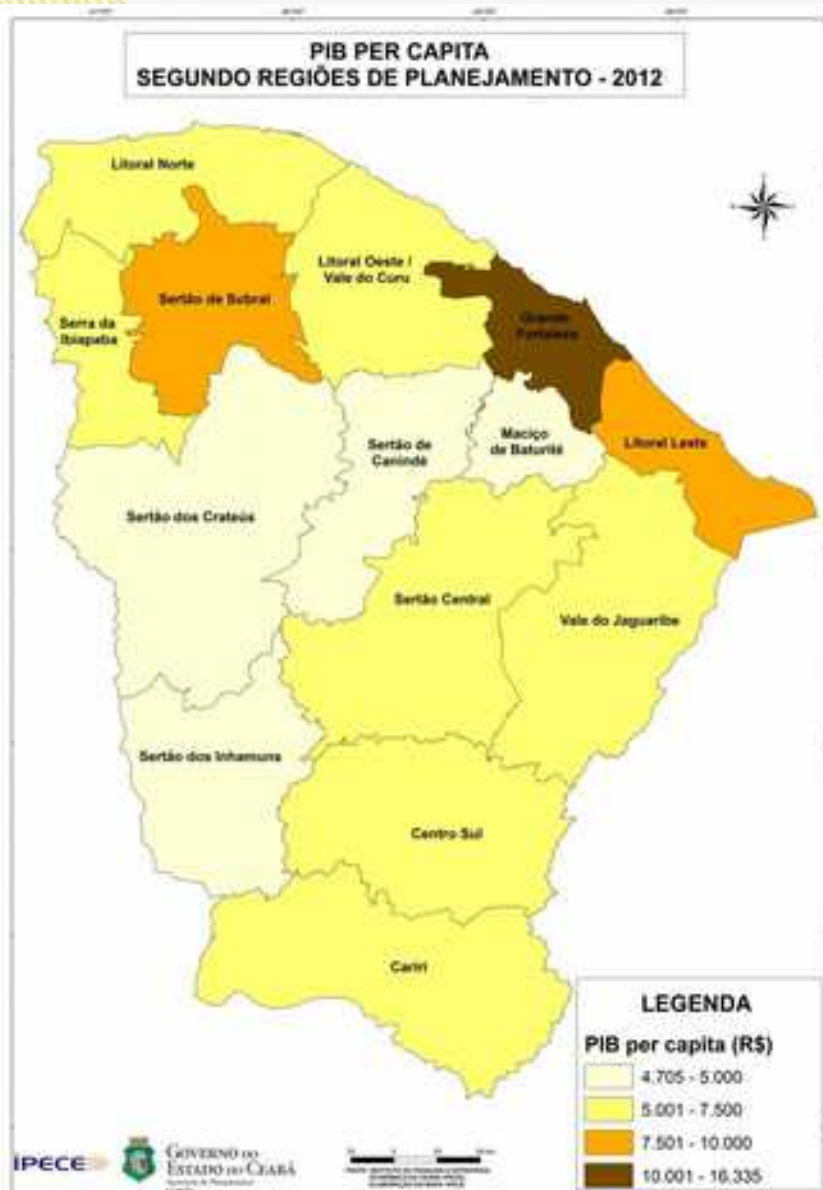 PIB PER CAPITA
SEGUNDO REGIÕES DE PLANEJAMENTO - 2012
Litoral Norte
Litoral Oeste /
Vale do Curu
Sertão de Sobral
Serra da
Ibiapaba
Grande
Fortaleza
Maciço
de Baturité
Sertão de
Canindé
Litoral Leste
Sertão dos Crateús
Sertão Central
Vale do Jaguaribe
Sertão dos Inhamuns
Centro Sul
Cariri
LEGENDA
PIB per capita (R$)
4.705 - 5.000
5.001 - 7.500
7.501 - 10.000
10.001 - 16.335
IPECE
GOVERNO DO
ESTADO DO CEARÁ